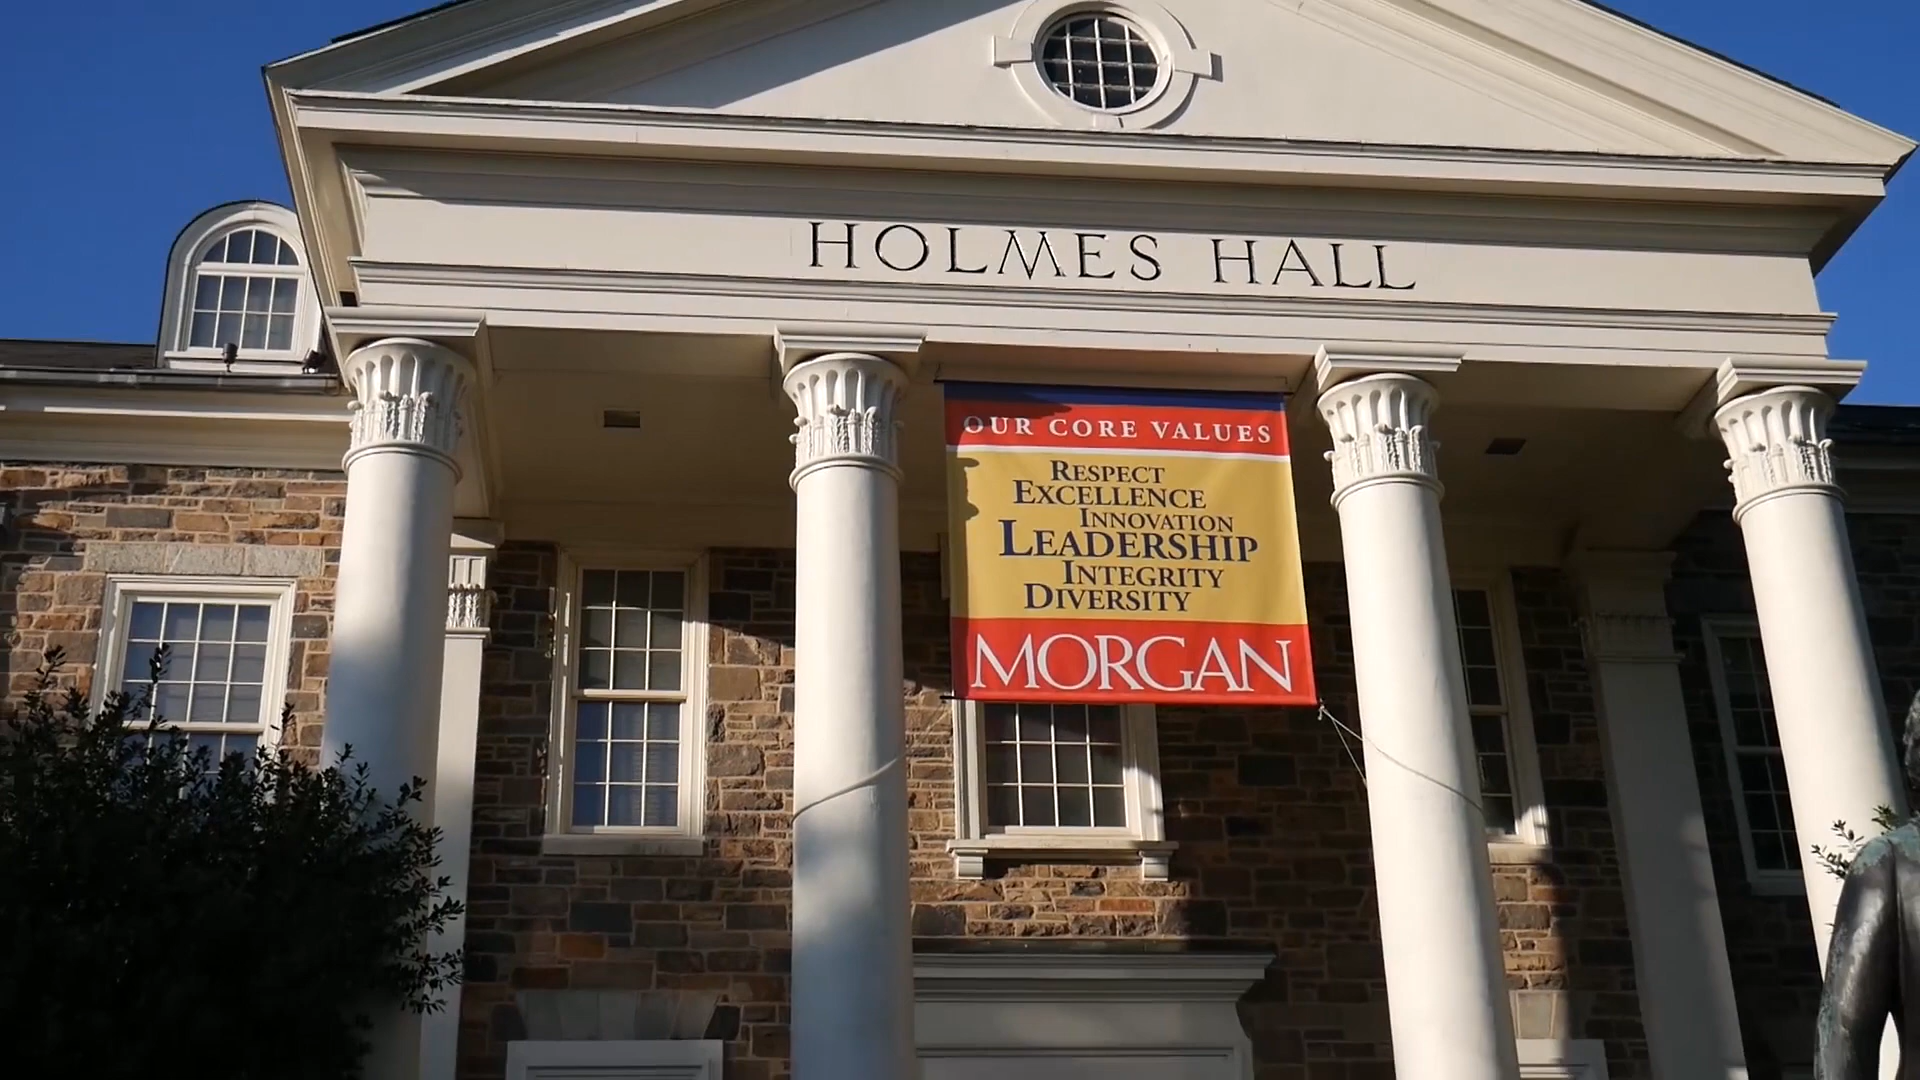 HOLMES HALL
OUR CORE VALUES
RESPECT
EXCELLENCE
INNOVATION
LEADERSHIP
INTEGRITY
DIVERSITY
MORGAN